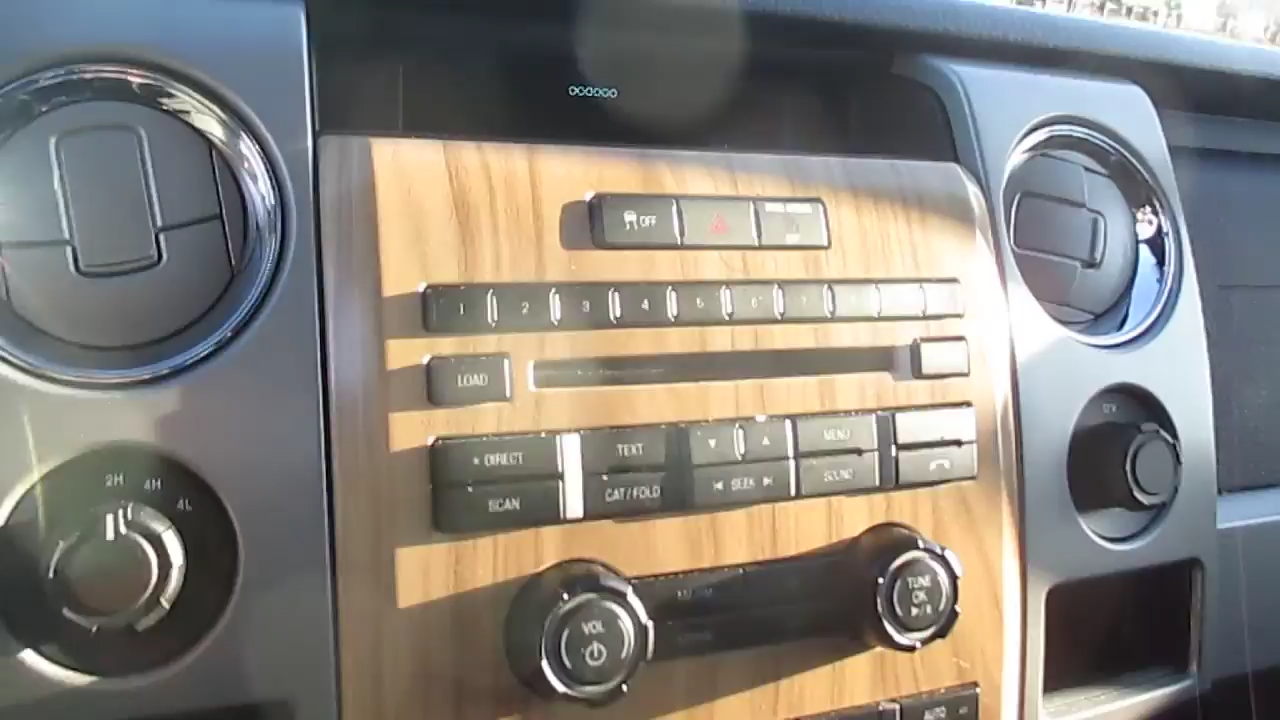 OFF
1 2 3 4 5 6 7
LOAD
DIRECT TEXT MENU
SCAN CAT/FOLD SEEK SOUND
2H 4H 4L
VOL
TUNE
OK
AUTO